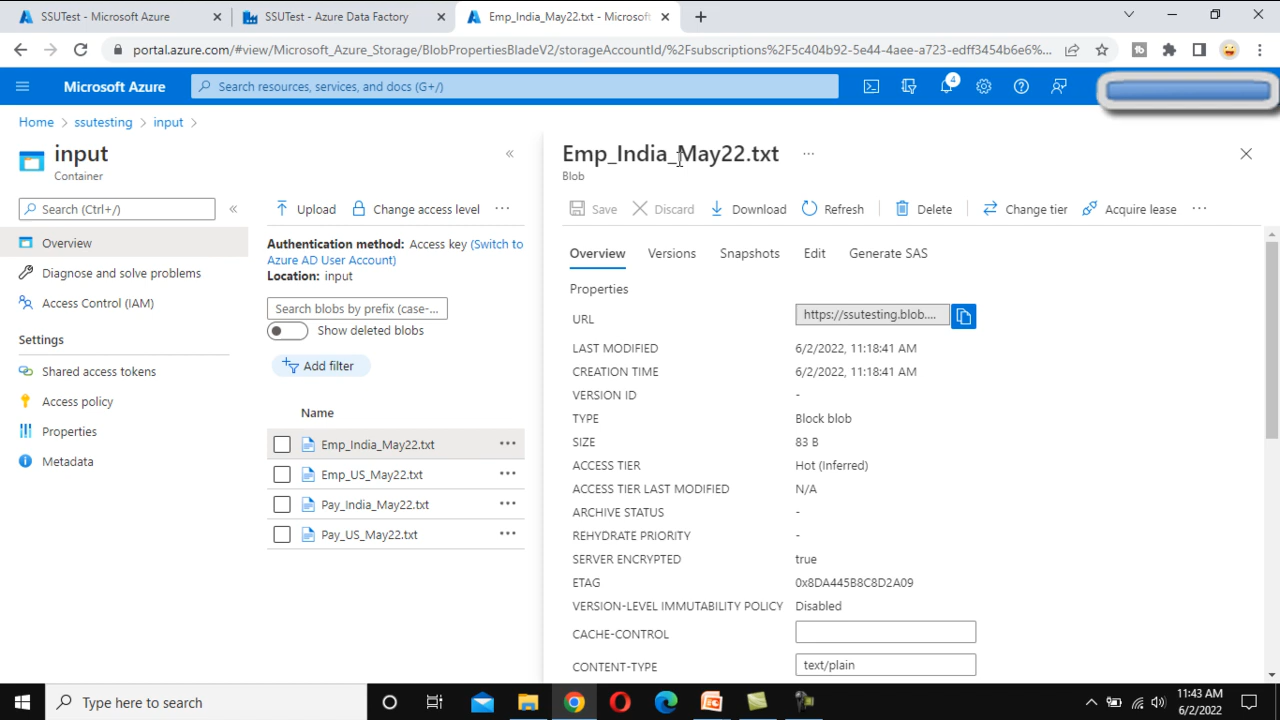 SSUTest - Microsoft Azure
SSUTest - Azure Data Factory
Emp_India_May22.txt - Microsoft
portal.azure.com/#view/Microsoft_Azure_Storage/BlobPropertiesBladeV2/storageAccountId/%2Fsubscriptions%2F5c404b92-5e44-4aee-a723-edff3454b6e6%...
Microsoft Azure
Search resources, services, and docs (G+/)
4
Home > ssutesting > input >
input
Container
«
Search (Ctrl+/)
«
Overview
Diagnose and solve problems
Access Control (IAM)
Settings
Shared access tokens
Access policy
Properties
Metadata
Upload
Change access level
Authentication method: Access key (Switch to
Azure AD User Account)
Location: input
Search blobs by prefix (case-...
Show deleted blobs
Add filter
Name
Emp_India_May22.txt
Emp_US_May22.txt
Pay_India_May22.txt
Pay_US_May22.txt
Emp_India_May22.txt
Blob
Save
Discard
Download
Refresh
Delete
Change tier
Acquire lease
Overview
Versions
Snapshots
Edit
Generate SAS
Properties
URL https://ssutesting.blob....
LAST MODIFIED 6/2/2022, 11:18:41 AM
CREATION TIME 6/2/2022, 11:18:41 AM
VERSION ID -
TYPE Block blob
SIZE 83 B
ACCESS TIER Hot (Inferred)
ACCESS TIER LAST MODIFIED N/A
ARCHIVE STATUS -
REHYDRATE PRIORITY -
SERVER ENCRYPTED true
ETAG 0x8DA445B8C8D2A09
VERSION-LEVEL IMMUTABILITY POLICY Disabled
CACHE-CONTROL
CONTENT-TYPE text/plain
Type here to search
11:43 AM
6/2/2022